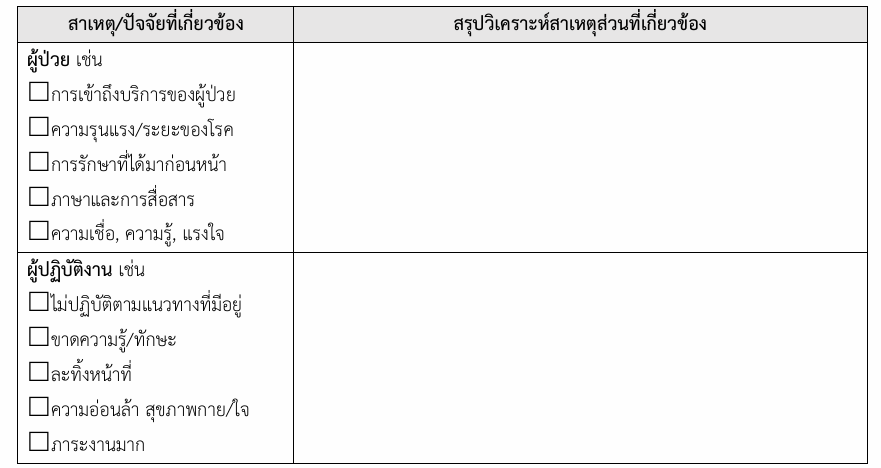 สาเหตุ/ปัจจัยที่เกี่ยวข้อง
สรุปวิเคราะห์สาเหตุส่วนที่เกี่ยวข้อง
ผู้ป่วย เช่น
☐การเข้าถึงบริการของผู้ป่วย
☐ความรุนแรง/ระยะของโรค
☐การรักษาที่ได้มาก่อนหน้า
☐ภาษาและการสื่อสาร
☐ความเชื่อ, ความรู้, แรงใจ
ผู้ปฏิบัติงาน เช่น
☐ไม่ปฏิบัติตามแนวทางที่มีอยู่
☐ขาดความรู้/ทักษะ
☐ละทิ้งหน้าที่
☐ความอ่อนล้า สุขภาพกาย/ใจ
☐ภาระงานมาก